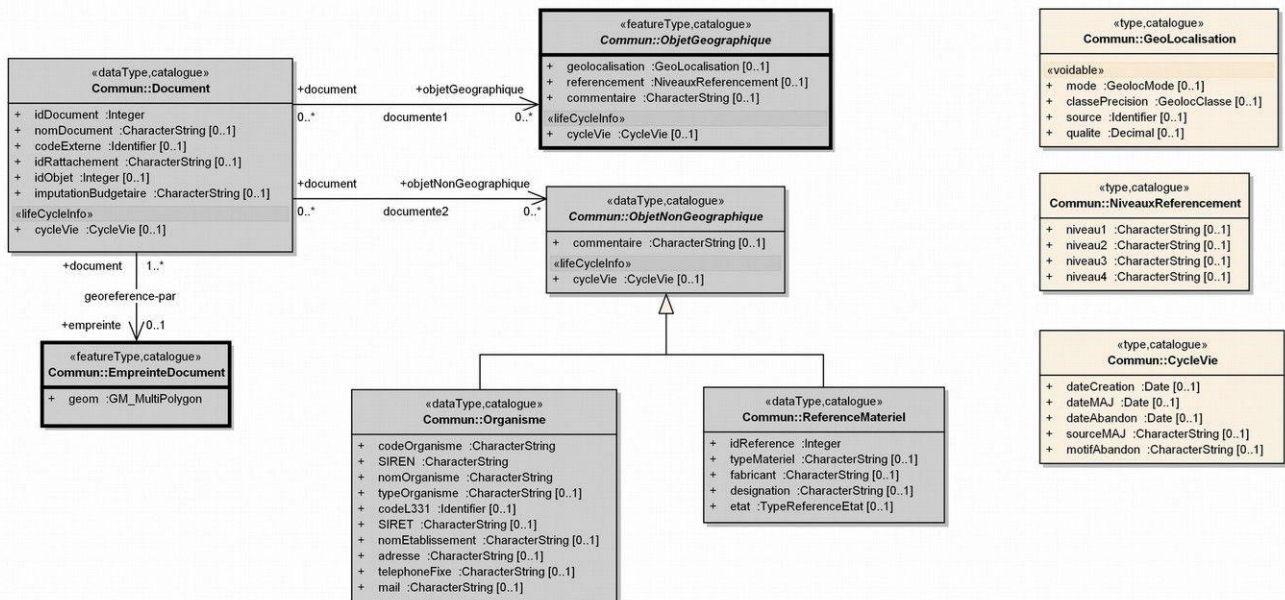 «dataType,catalogue»
Commun::Document
+ idDocument :Integer
+ nomDocument :CharacterString [0..1]
+ codeExterne :Identifier [0..1]
+ idRattachement :CharacterString [0..1]
+ idObjet :Integer [0..1]
+ imputationBudgetaire :CharacterString [0..1]
«lifeCycleInfo»
+ cycleVie :CycleVie [0..1]
+document
+objetGeographique
0..*
documente1
0..*
+document
+objetNonGeographique
0..*
documente2
0..*
+document
1..*
georeference-par
+empreinte
0..1
«featureType,catalogue»
Commun::EmpreinteDocument
+ geom :GM_MultiPolygon
«featureType,catalogue»
Commun::ObjetGeographique
+ geolocalisation :GeoLocalisation [0..1]
+ referencement :NiveauxReferencement [0..1]
+ commentaire :CharacterString [0..1]
«lifeCycleInfo»
+ cycleVie :CycleVie [0..1]
«dataType,catalogue»
Commun::ObjetNonGeographique
+ commentaire :CharacterString [0..1]
«lifeCycleInfo»
+ cycleVie :CycleVie [0..1]
«dataType,catalogue»
Commun::Organisme
+ codeOrganisme :CharacterString
+ SIREN :CharacterString
+ nomOrganisme :CharacterString
+ typeOrganisme :CharacterString [0..1]
+ codeL331 :Identifier [0..1]
+ SIRET :CharacterString [0..1]
+ nomEtablissement :CharacterString [0..1]
+ adresse :CharacterString [0..1]
+ telephoneFixe :CharacterString [0..1]
+ mail :CharacterString [0..1]
«dataType,catalogue»
Commun::ReferenceMateriel
+ idReference :Integer
+ typeMateriel :CharacterString [0..1]
+ fabricant :CharacterString [0..1]
+ designation :CharacterString [0..1]
+ etat :TypeReferenceEtat [0..1]
«type,catalogue»
Commun::GeoLocalisation
«voidable»
+ mode :GeolocMode [0..1]
+ classePrecision :GeolocClasse [0..1]
+ source :Identifier [0..1]
+ qualite :Decimal [0..1]
«type,catalogue»
Commun::NiveauxReferencement
+ niveau1 :CharacterString [0..1]
+ niveau2 :CharacterString [0..1]
+ niveau3 :CharacterString [0..1]
+ niveau4 :CharacterString [0..1]
«type,catalogue»
Commun::CycleVie
+ dateCreation :Date [0..1]
+ dateMAJ :Date [0..1]
+ dateAbandon :Date [0..1]
+ sourceMAJ :CharacterString [0..1]
+ motifAbandon :CharacterString [0..1]